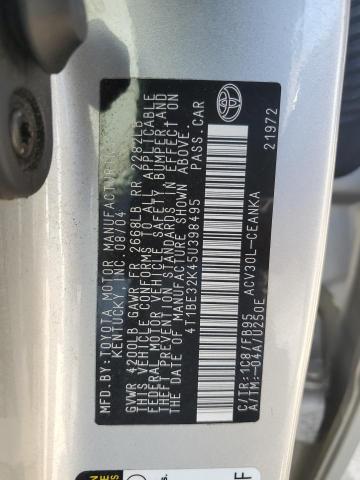 MFD.BY:TOYOTA MOTOR MANUFACTURING
KENTUCKY, INC. 08/04
GVWR 4200LB GAWR FR 2668LB RR 2282LB
THIS VEHICLE CONFORMS TO ALL APPLICABLE
FEDERAL MOTOR VEHICLE SAFETY BUMPER,AND
THEFT PREVENTION STANDARDS IN EFFECT ON
THE DATE OF MANUFACTURE SHOWN ABOVE.
4T1BE32K45U398495 PASS.CAR
C/TR:1C8/FB95 ACV30L-CEANKA
A/TM:-04A/U250E 21972
F